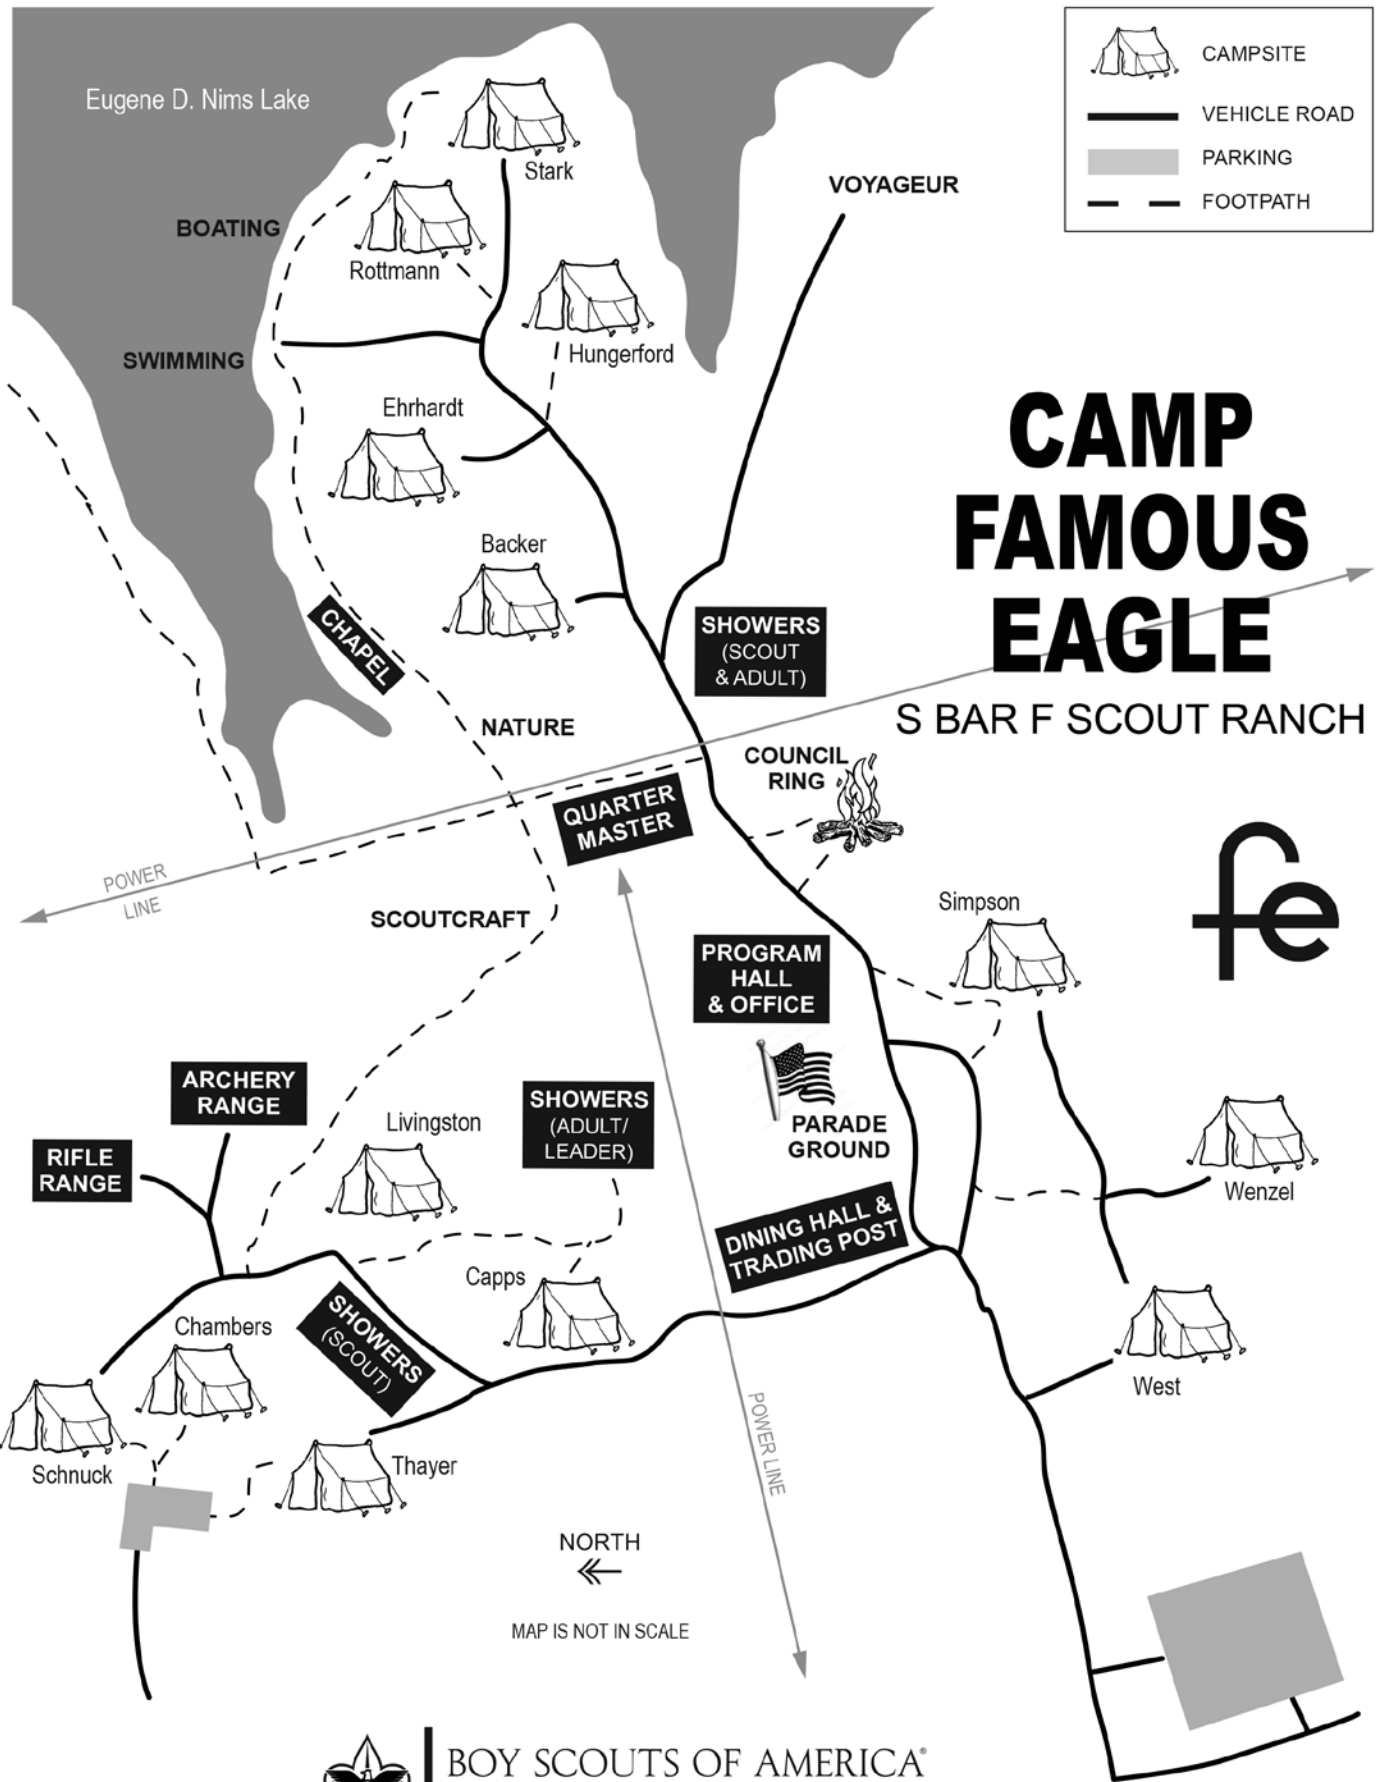 Eugene D. Nims Lake
CAMPSITE
VEHICLE ROAD
PARKING
FOOTPATH
Stark
VOYAGEUR
BOATING
Rottmann
Hungerford
SWIMMING
Ehrhardt
CAMP
FAMOUS
EAGLE
S BAR F SCOUT RANCH
Backer
CHAPEL
SHOWERS
(SCOUT
& ADULT)
NATURE
COUNCIL
RING
QUARTER
MASTER
POWER
LINE
SCOUTCRAFT
Simpson
fe
PROGRAM
HALL
& OFFICE
ARCHERY
RANGE
RIFLE
RANGE
Livingston
SHOWERS
(ADULT/
LEADER)
PARADE
GROUND
Wenzel
DINING HALL &
TRADING POST
Capps
SHOWERS
(SCOUT)
Chambers
West
Schnuck
Thayer
POWER LINE
NORTH
MAP IS NOT IN SCALE
BOY SCOUTS OF AMERICA®